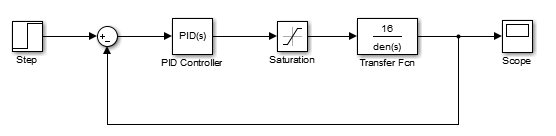 PID(s)
16
den(s)
Step
PID Controller
Saturation
Transfer Fcn
Scope